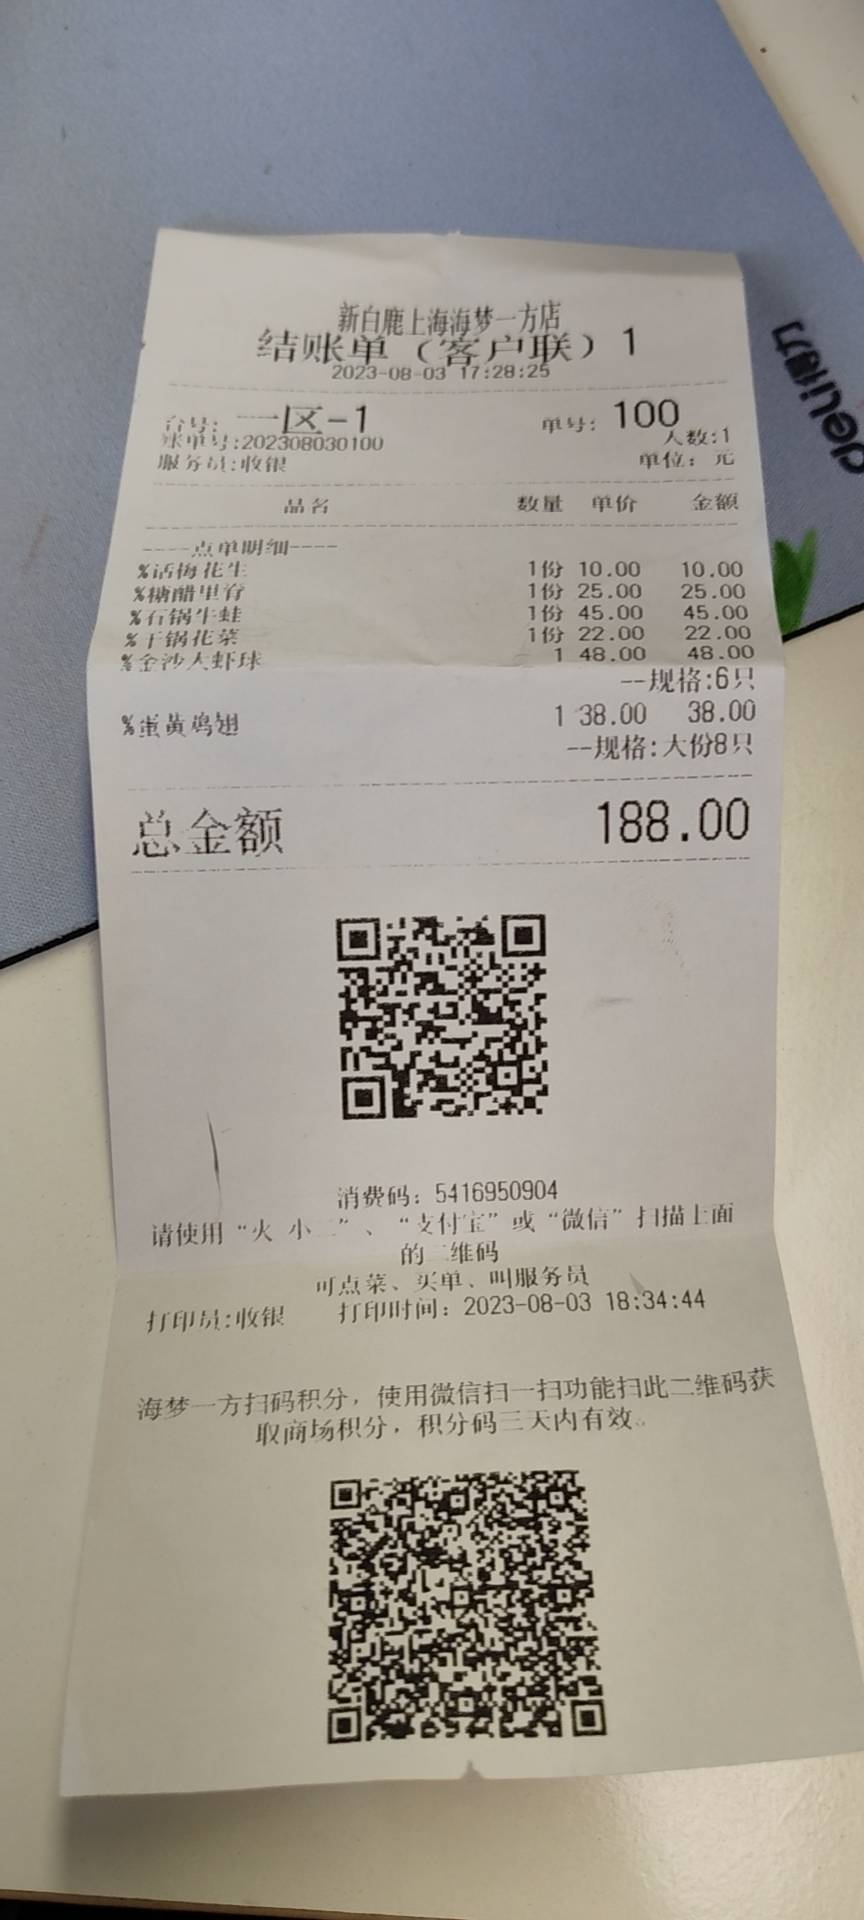 新白鹿上海海梦一方店
结账单（客户联）1
2023-08-03 17:28:25
台号: 一区-1 单号: 100
账单号:202308030100 人数:1
服务员:收银 单位: 元
品名 数量 单价 金额
----点单明细----
%话梅花生 1份 10.00 10.00
%糖醋里脊 1份 25.00 25.00
%石锅牛蛙 1份 45.00 45.00
%干锅花菜 1份 22.00 22.00
%金沙大虾球 1 48.00 48.00
--规格:6只
%蛋黄鸡翅 1 38.00 38.00
--规格:大份8只
总金额 188.00
消费码: 5416950904
请使用“火 小二”、“支付宝”或“微信”扫描上面
的二维码
可点菜、买单、叫服务员
打印员:收银 打印时间: 2023-08-03 18:34:44
海梦一方扫码积分, 使用微信扫一扫功能扫此二维码获
取商场积分, 积分码三天内有效。
deli得力